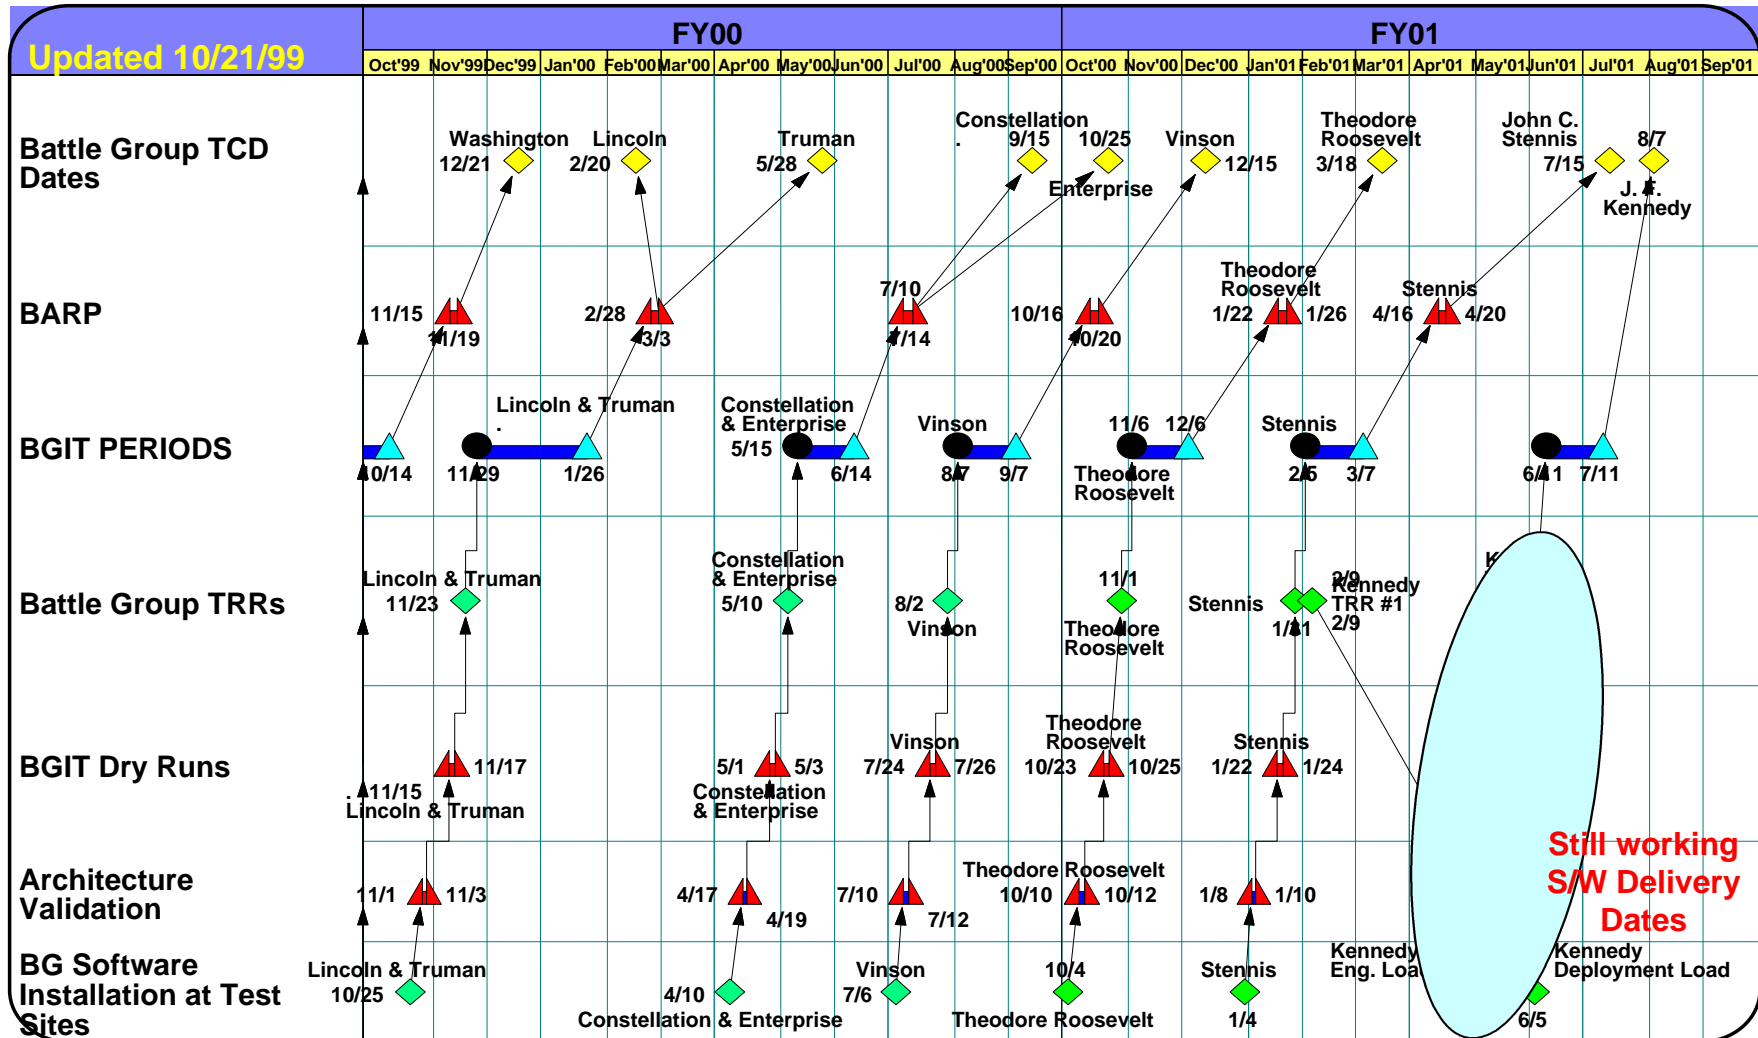 FY00
FY01
Updated 10/21/99
Oct'99 Nov'99 Dec'99 Jan'00 Feb'00 Mar'00 Apr'00 May'00 Jun'00 Jul'00 Aug'00 Sep'00 Oct'00 Nov'00 Dec'00 Jan'01 Feb'01 Mar'01 Apr'01 May'01 Jun'01 Jul'01 Aug'01 Sep'01
Battle Group TCD
Dates
Washington
12/21
Lincoln
2/20
Truman
5/28
Constellation
. 9/15
10/25
Enterprise
Vinson
12/15
Theodore
Roosevelt
3/18
John C.
Stennis
7/15
8/7
J. F.
Kennedy
BARP
11/15
11/19
2/28
3/3
7/10
7/14
10/16
10/20
Theodore
Roosevelt
1/22
1/26
Stennis
4/16
4/20
BGIT PERIODS
10/14
Lincoln & Truman
.
11/29
1/26
Constellation
& Enterprise
5/15
6/14
Vinson
8/7
9/7
11/6
12/6
Theodore
Roosevelt
Stennis
2/5
3/7
6/11
7/11
Battle Group TRRs
Lincoln & Truman
11/23
Constellation
& Enterprise
5/10
8/2
Vinson
11/1
Theodore
Roosevelt
Stennis
1/31
2/9
Kennedy
TRR #1
2/9
BGIT Dry Runs
. 11/15
11/17
Lincoln & Truman
5/1
5/3
Constellation
& Enterprise
Vinson
7/24
7/26
Theodore
Roosevelt
10/23
10/25
Stennis
1/22
1/24
Architecture
Validation
11/1
11/3
4/17
4/19
7/10
7/12
Theodore Roosevelt
10/10
10/12
1/8
1/10
Still working
S/W Delivery
Dates
BG Software
Installation at Test
Sites
Lincoln & Truman
10/25
4/10
Constellation & Enterprise
Vinson
7/6
10/4
Theodore Roosevelt
Stennis
1/4
Kennedy
Eng.
Kennedy
Deployment Load
6/5